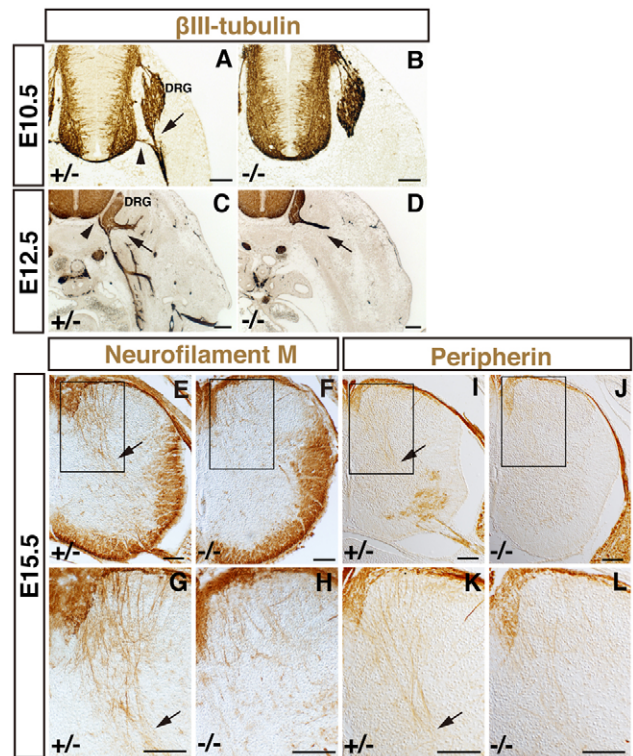 βIII-tubulin
E10.5
A
DRG
+/-
B
-/-
E12.5
C
DRG
+/-
D
-/-
Neurofilament M
Peripherin
E15.5
E
+/-
F
-/-
I
+/-
J
-/-
G
+/-
H
-/-
K
+/-
L
-/-